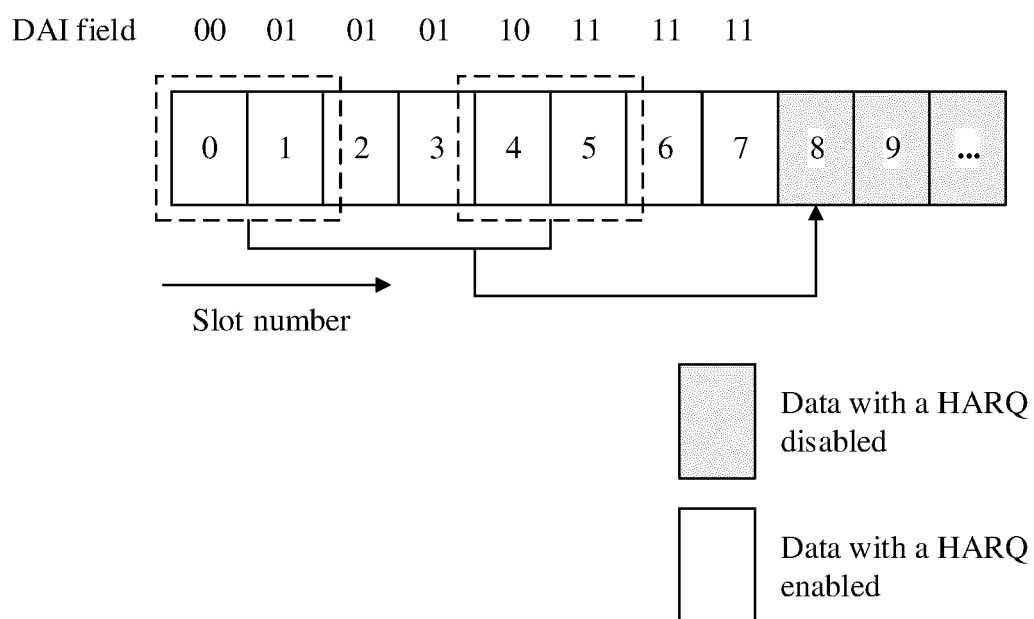 DAI field 00 01 01 01 10 11 11 11
0 1 2 3 4 5 6 7 8 9 ...
Slot number
Data with a HARQ
disabled
Data with a HARQ
enabled